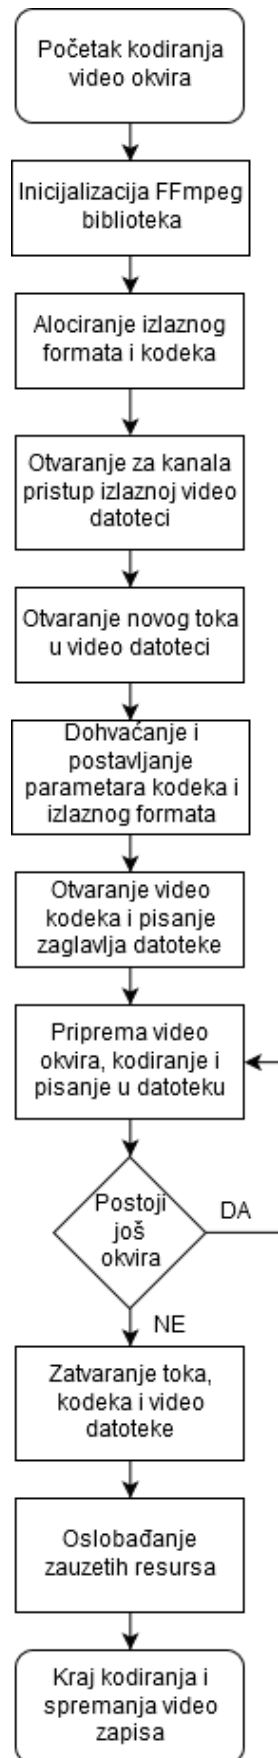 Početak kodiranja
video okvira
Inicijalizacija FFmpeg
biblioteka
Alociranje izlaznog
formata i kodeka
Otvaranje za kanala
pristup izlaznoj video
datoteci
Otvaranje novog toka
u video datoteci
Dohvaćanje i
postavljanje
parametara kodeka i
izlaznog formata
Otvaranje video
kodeka i pisanje
zaglavlja datoteke
Priprema video
okvira, kodiranje i
pisanje u datoteku
Postoji
još
okvira
DA
NE
Zatvaranje toka,
kodeka i video
datoteke
Oslobađanje
zauzetih resursa
Kraj kodiranja i
spremanja video
zapisa